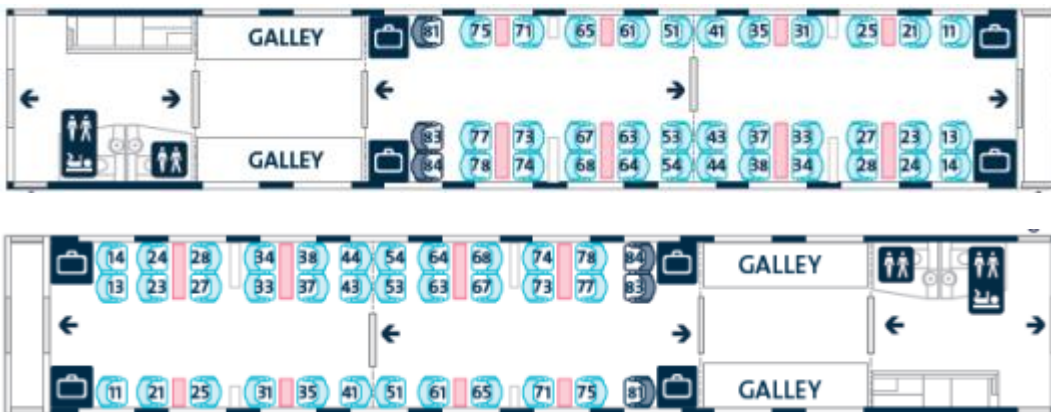 GALLEY 81 75 71 65 61 51 41 35 31 25 21 11
83 77 73 67 63 53 43 37 33 27 23 13
GALLEY 84 78 74 68 64 54 44 38 34 28 24 14
14 24 28 34 38 44 54 64 68 74 78 84 GALLEY
13 23 27 33 37 43 53 63 67 73 77 83
11 21 25 31 35 41 51 61 65 71 75 81 GALLEY